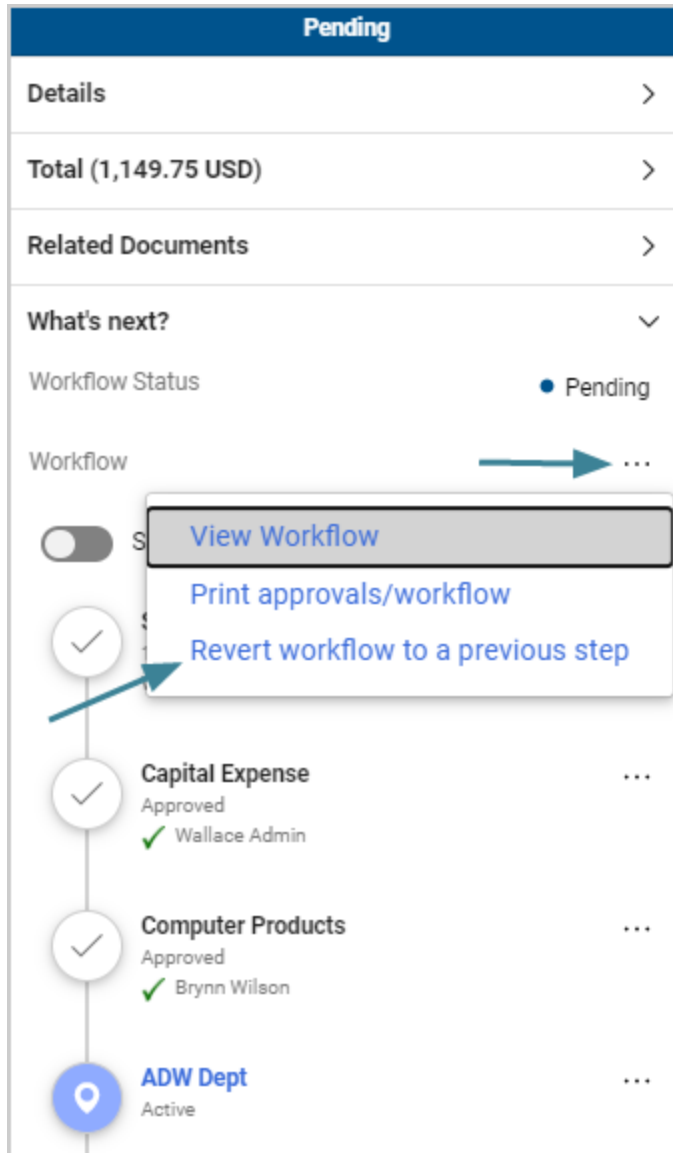 Pending
Details
Total (1,149.75 USD)
Related Documents
What's next?
Workflow Status
Pending
Workflow
...
View Workflow
Print approvals/workflow
Revert workflow to a previous step
Capital Expense
...
Approved
Wallace Admin
Computer Products
...
Approved
Brynn Wilson
ADW Dept
...
Active